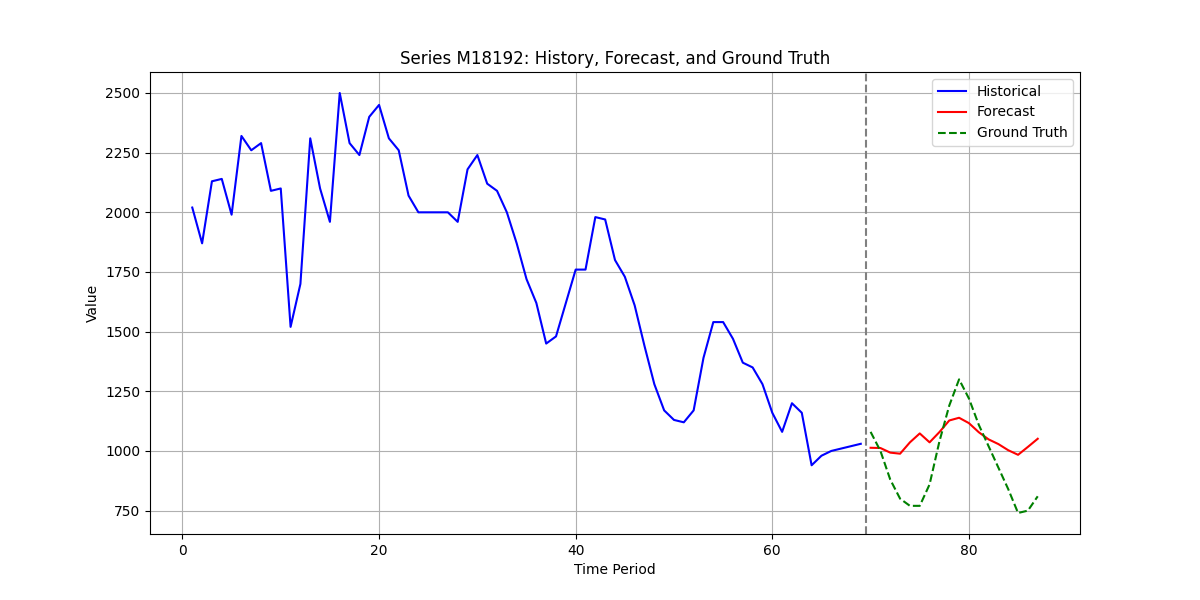 Series M18192: History, Forecast, and Ground Truth
Historical
Forecast
Ground Truth
2500
2250
2000
1750
1500
1250
1000
750
Value
0 20 40 60 80
Time Period